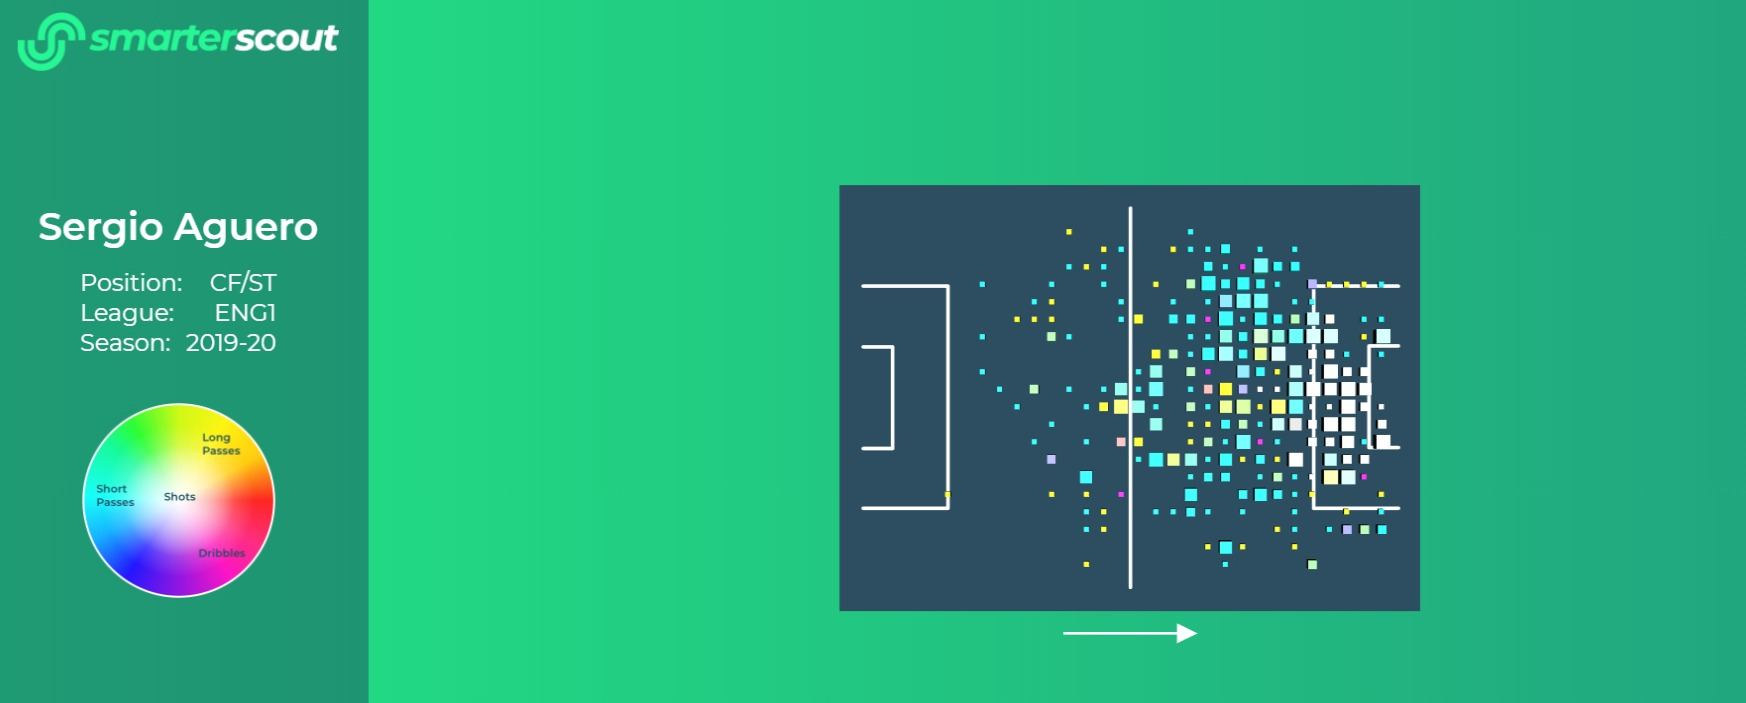 smarterscout
Sergio Aguero
Position: CF/ST
League: ENG1
Season: 2019-20
Long
Passes
Short
Passes
Shots
Dribbles